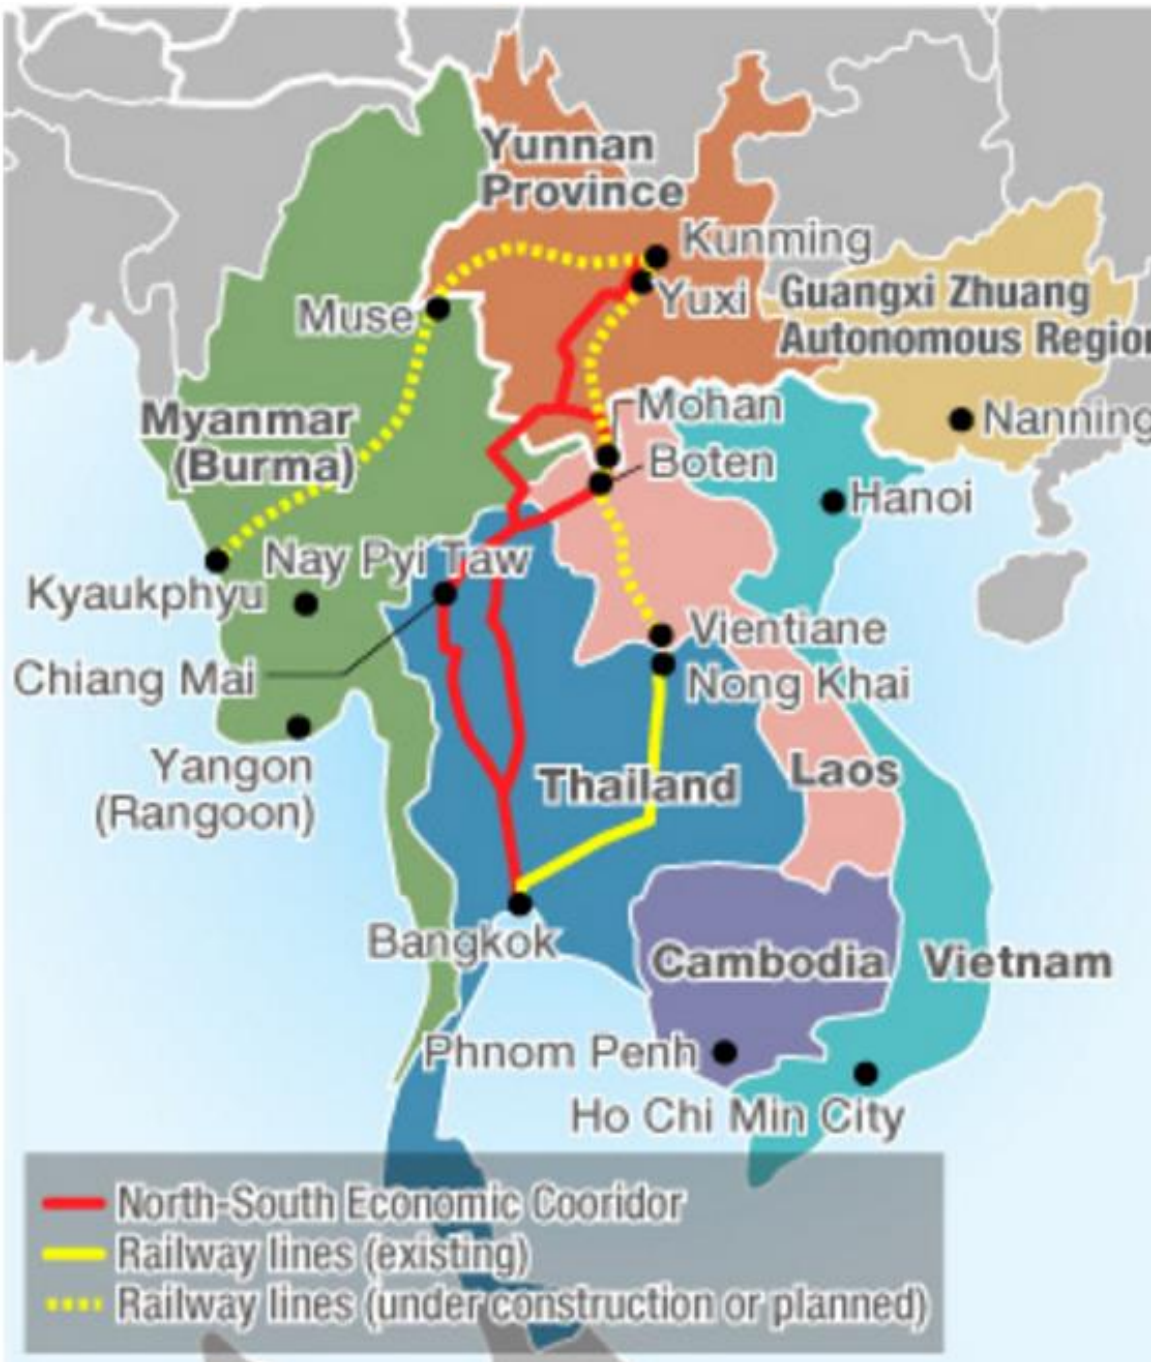 Yunnan
Province
Kunming
Yuxi
Guangxi Zhuang
Autonomous Region
Muse
Mohan
Nanning
Myanmar
(Burma)
Boten
Hanoi
Nay Pyi Taw
Kyaukphyu
Vientiane
Chiang Mai
Nong Khai
Yangon
(Rangoon)
Thailand
Laos
Bangkok
Cambodia
Vietnam
Phnom Penh
Ho Chi Min City
North-South Economic Cooridor
Railway lines (existing)
Railway lines (under construction or planned)